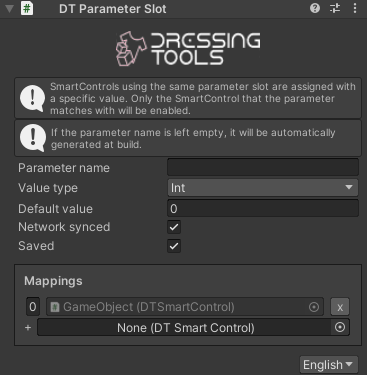 DT Parameter Slot
DRESSING
TOOLS
SmartControls using the same parameter slot are assigned with
a specific value. Only the SmartControl that the parameter
matches with will be enabled.
If the parameter name is left empty, it will be automatically
generated at build.
Parameter name
Value type Int
Default value 0
Network synced
Saved
Mappings
0 GameObject (DTSmartControl) x
+ None (DT Smart Control)
English